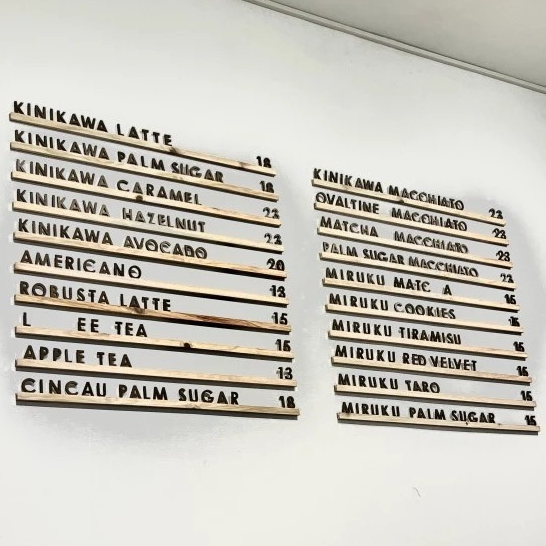 KINIKAWA LATTE 18
KINIKAWA PALM SUGAR 18
KINIKAWA CARAMEL 23
KINIKAWA HAZELNUT 23
KINIKAWA AVOCADO 20
AMERICANO 13
ROBUSTA LATTE 15
L EE TEA 15
APPLE TEA 13
CINCAU PALM SUGAR 18
KINIKAWA MACCHIATO 23
OVALTINE MACCHIATO 23
MATCHA MACCHIATO 23
PALM SUGAR MACCHIATO 23
MIRUKU MATC A 15
MIRUKU COOKIES 15
MIRUKU TIRAMISU 15
MIRUKU RED VELVET 15
MIRUKU TARO 15
MIRUKU PALM SUGAR 15